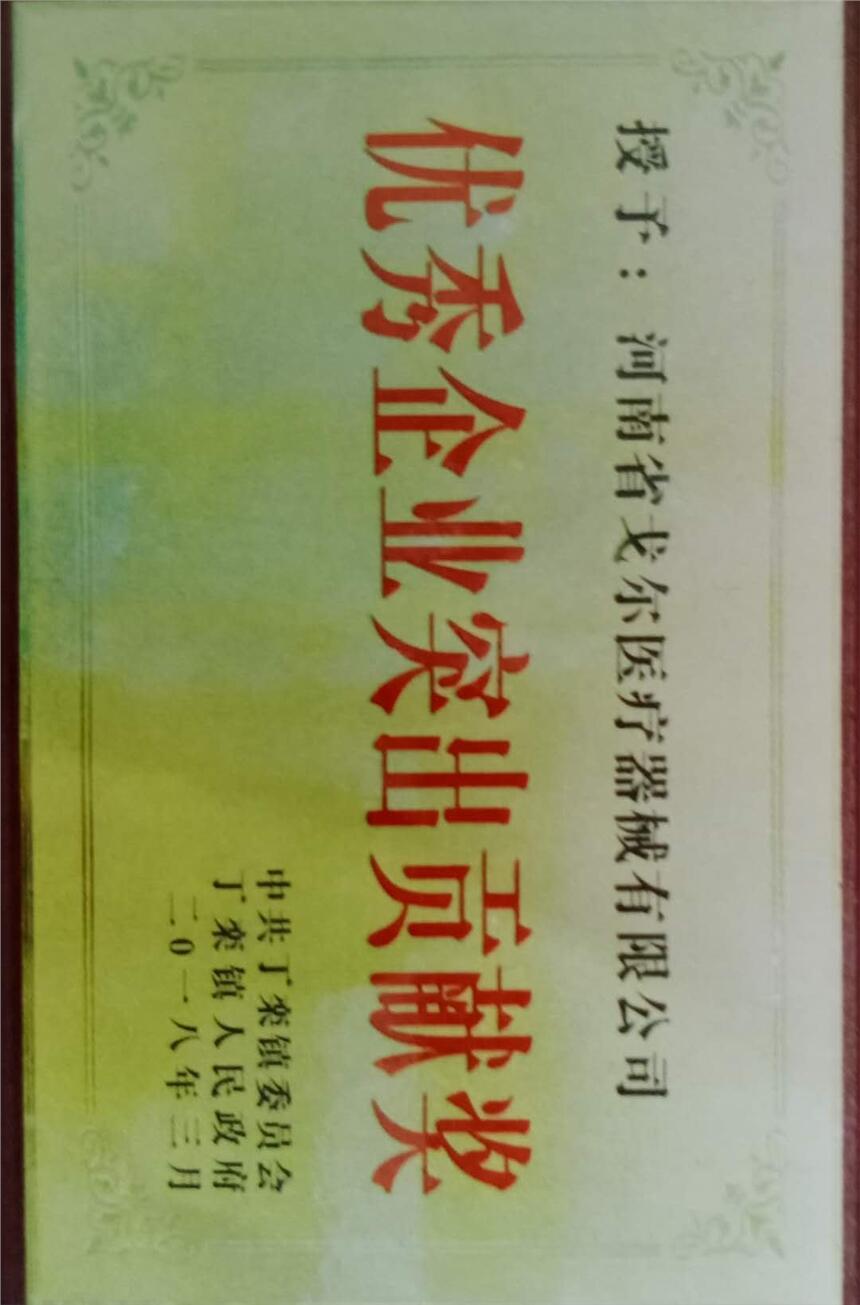 授予：河南省戈尔医疗器械有限公司
优秀企业突出贡献奖
中共丁栾镇委员会
丁栾镇人民政府
二0一八年三月